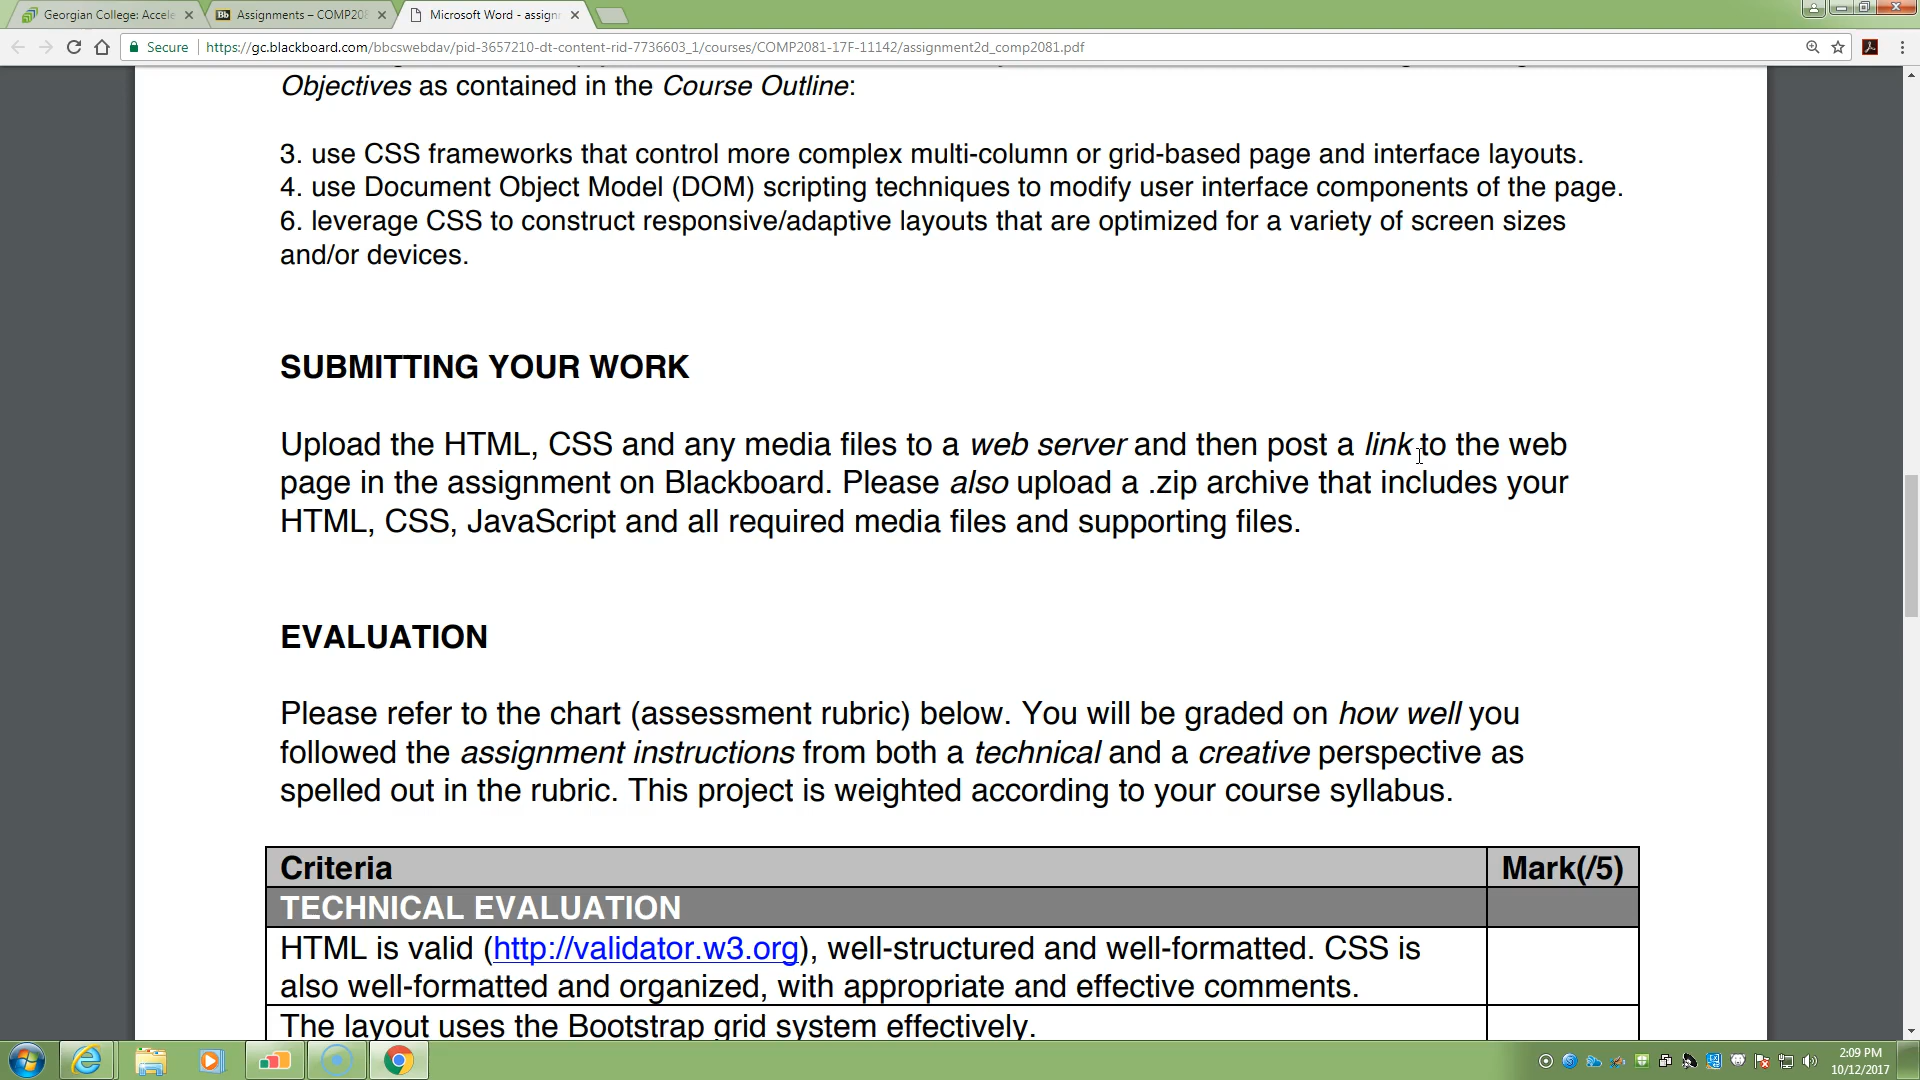 Georgian College: Accele
Assignments – COMP208
Microsoft Word - assignm
Secure
https://gc.blackboard.com/bbcswebdav/pid-3657210-dt-content-rid-7736603_1/courses/COMP2081-17F-11142/assignment2d_comp2081.pdf
Objectives as contained in the Course Outline:
3. use CSS frameworks that control more complex multi-column or grid-based page and interface layouts.
4. use Document Object Model (DOM) scripting techniques to modify user interface components of the page.
6. leverage CSS to construct responsive/adaptive layouts that are optimized for a variety of screen sizes
and/or devices.
SUBMITTING YOUR WORK
Upload the HTML, CSS and any media files to a web server and then post a link to the web
page in the assignment on Blackboard. Please also upload a .zip archive that includes your
HTML, CSS, JavaScript and all required media files and supporting files.
EVALUATION
Please refer to the chart (assessment rubric) below. You will be graded on how well you
followed the assignment instructions from both a technical and a creative perspective as
spelled out in the rubric. This project is weighted according to your course syllabus.
Criteria Mark(/5)
TECHNICAL EVALUATION
HTML is valid (http://validator.w3.org), well-structured and well-formatted. CSS is
also well-formatted and organized, with appropriate and effective comments.
The layout uses the Bootstrap grid system effectively.
2:09 PM
10/12/2017